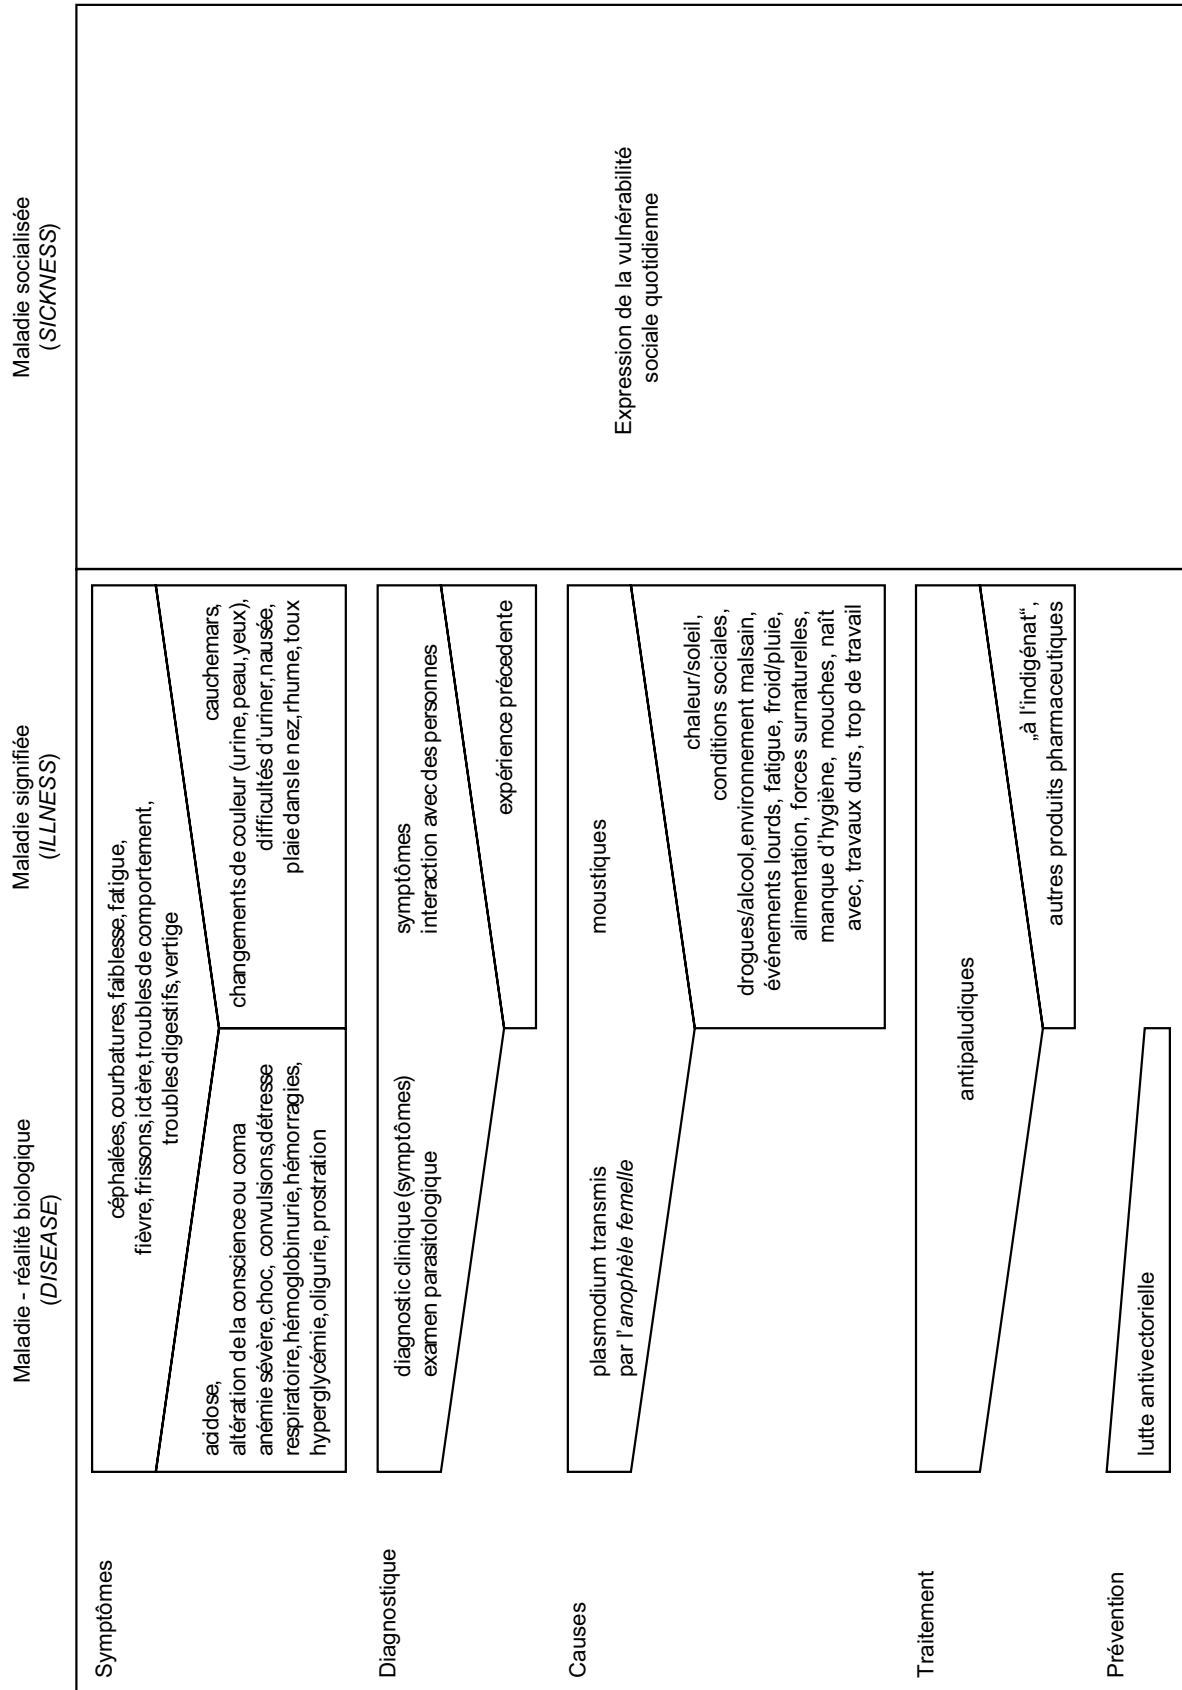 Maladie - réalité biologique
(DISEASE)
Maladie signifiée
(ILLNESS)
Maladie socialisée
(SICKNESS)
Symptômes
céphalées, courbatures, faiblesse, fatigue,
fièvre, frissons, ictère, troubles de comportement,
troubles digestifs, vertige
acidose,
altération de la conscience ou coma
anémie sévère, choc, convulsions, détresse
respiratoire, hémoglobinurie, hémorragies,
hyperglycémie, oligurie, prostration
cauchemars,
changements de couleur (urine, peau, yeux),
difficultés d'uriner, nausée,
plaie dans le nez, rhume, toux
Diagnostique
diagnostic clinique (symptômes)
examen parasitologique
symptômes
interaction avec des personnes
expérience précedente
Causes
plasmodium transmis
par l'anophèle femelle
moustiques
chaleur/soleil,
conditions sociales,
drogues/alcool, environnement malsain,
événements lourds, fatigue, froid/pluie,
alimentation, forces surnaturelles,
manque d'hygiène, mouches, naît
avec, travaux durs, trop de travail
Traitement
antipaludiques
„à l'indigénat“,
autres produits pharmaceutiques
Prévention
lutte antivectorielle
Expression de la vulnérabilité
sociale quotidienne